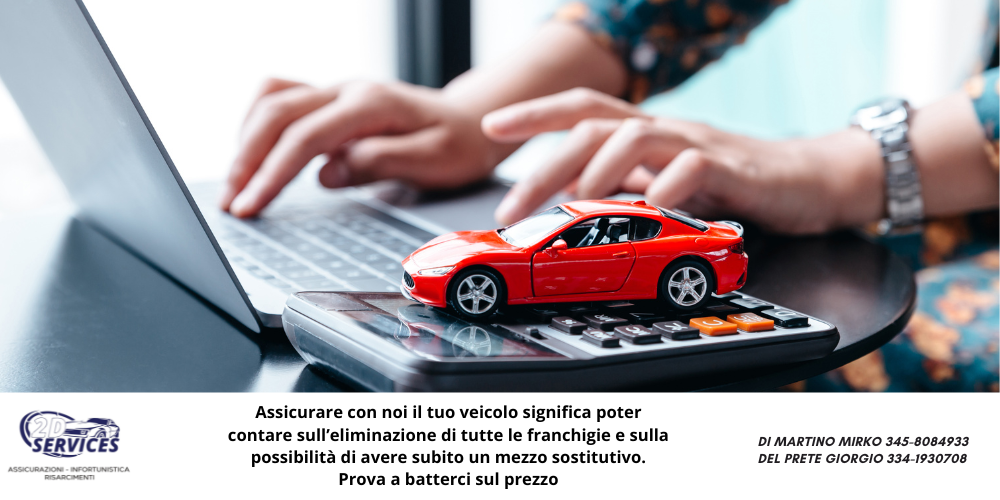 2D
SERVICES
ASSICURAZIONI - INFORTUNISTICA
RISARCIMENTI
Assicurare con noi il tuo veicolo significa poter
contare sull’eliminazione di tutte le franchigie e sulla
possibilità di avere subito un mezzo sostitutivo.
Prova a batterci sul prezzo
DI MARTINO MIRKO 345-8084933
DEL PRETE GIORGIO 334-1930708